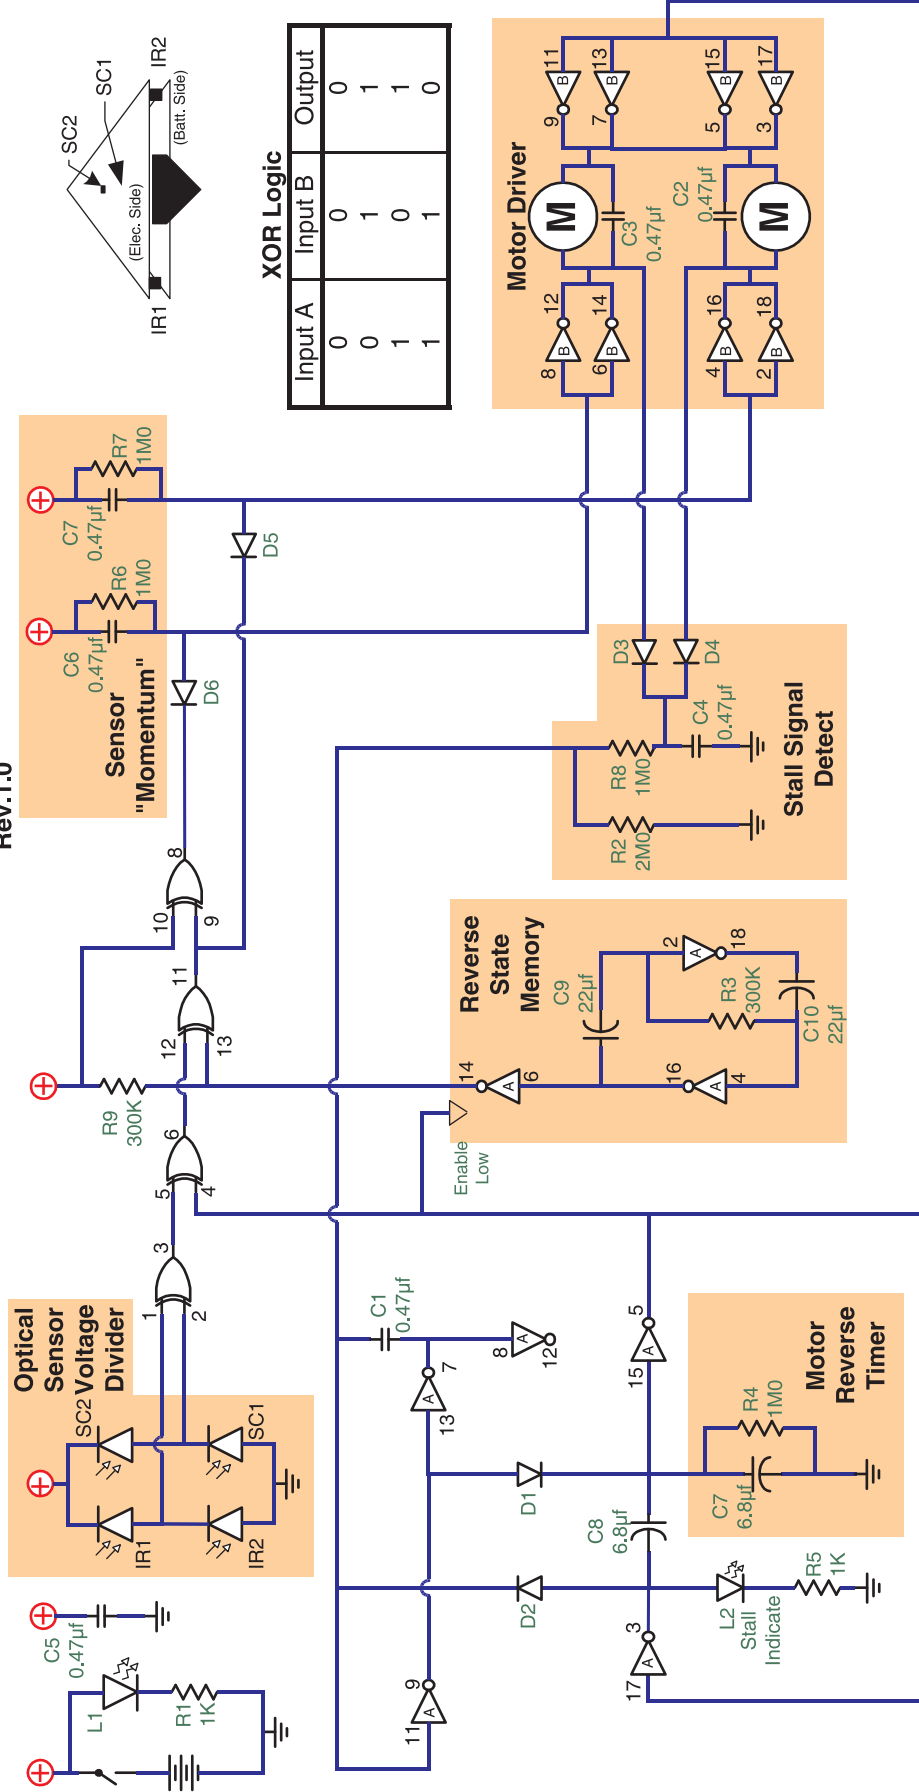 Rev.1.0
L1
R1
1K
C5
0.47µf
Optical
Sensor
Voltage
Divider
SC2
IR1
SC1
IR2
1
2
3
5
4
6
12
13
11
10
9
8
R9
300K
D6
D5
Sensor
"Momentum"
C6
0.47µf
R6
1M0
C7
0.47µf
R7
1M0
SC2
SC1
IR2
IR1
(Elec. Side)
(Batt. Side)
XOR Logic
Input A Input B Output
0 0 0
0 1 1
1 0 1
1 1 0
Motor Driver
8
B
12
6
B
14
4
B
16
2
B
18
M
C3
0.47µf
C2
0.47µf
M
9
B
11
7
B
13
5
B
15
3
B
17
D3
D4
R8
1M0
C4
0.47µf
R2
2M0
Stall Signal
Detect
Reverse
State
Memory
Enable
Low
14
A
6
16
A
4
C9
22µf
2
A
18
R3
300K
C10
22µf
C1
0.47µf
11
A
9
13
A
7
8
A
12
D1
D2
15
A
5
C8
6.8µf
17
A
3
L2
Stall
Indicate
R5
1K
C7
6.8µf
R4
1M0
Motor
Reverse
Timer